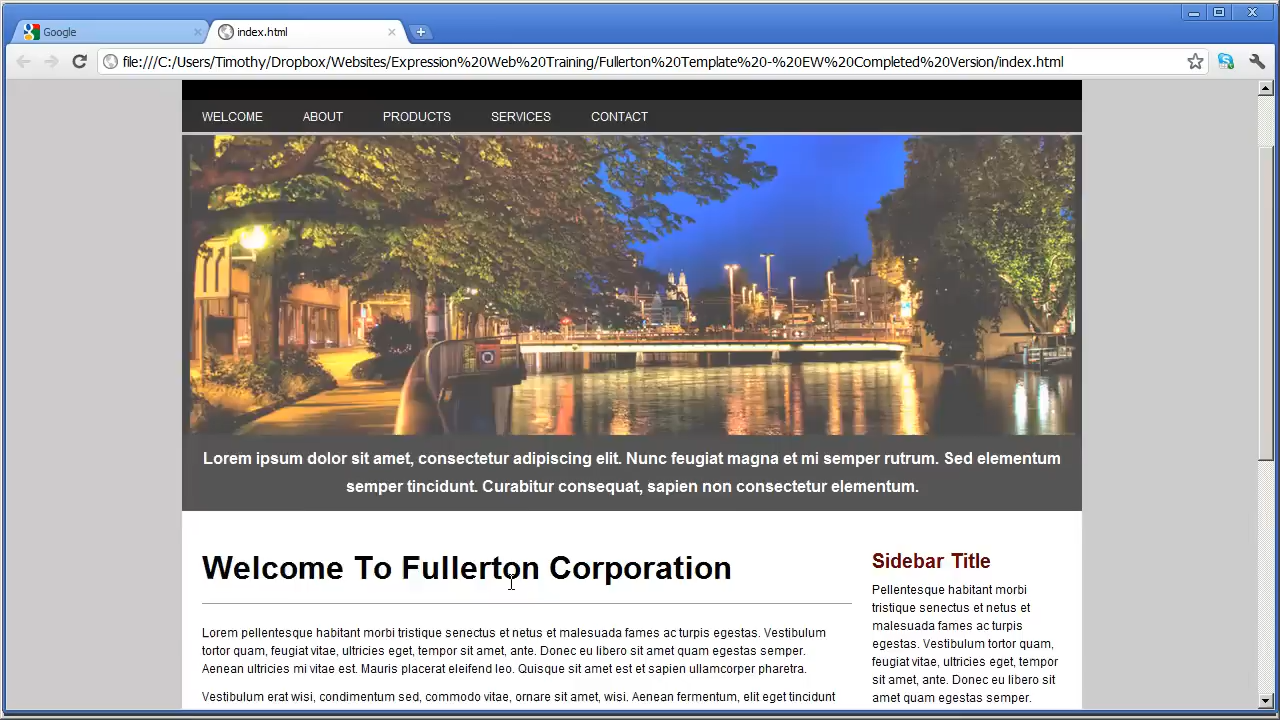 Google
index.html
file:///C:/Users/Timothy/Dropbox/Websites/Expression%20Web%20Training/Fullerton%20Template%20-%20EW%20Completed%20Version/index.html
WELCOME ABOUT PRODUCTS SERVICES CONTACT
Lorem ipsum dolor sit amet, consectetur adipiscing elit. Nunc feugiat magna et mi semper rutrum. Sed elementum
semper tincidunt. Curabitur consequat, sapien non consectetur elementum.
Welcome To Fullerton Corporation
Lorem pellentesque habitant morbi tristique senectus et netus et malesuada fames ac turpis egestas. Vestibulum
tortor quam, feugiat vitae, ultricies eget, tempor sit amet, ante. Donec eu libero sit amet quam egestas semper.
Aenean ultricies mi vitae est. Mauris placerat eleifend leo. Quisque sit amet est et sapien ullamcorper pharetra.
Vestibulum erat wisi, condimentum sed, commodo vitae, ornare sit amet, wisi. Aenean fermentum, elit eget tincidunt
Sidebar Title
Pellentesque habitant morbi
tristique senectus et netus et
malesuada fames ac turpis
egestas. Vestibulum tortor quam,
feugiat vitae, ultricies eget, tempor
sit amet, ante. Donec eu libero sit
amet quam egestas semper.